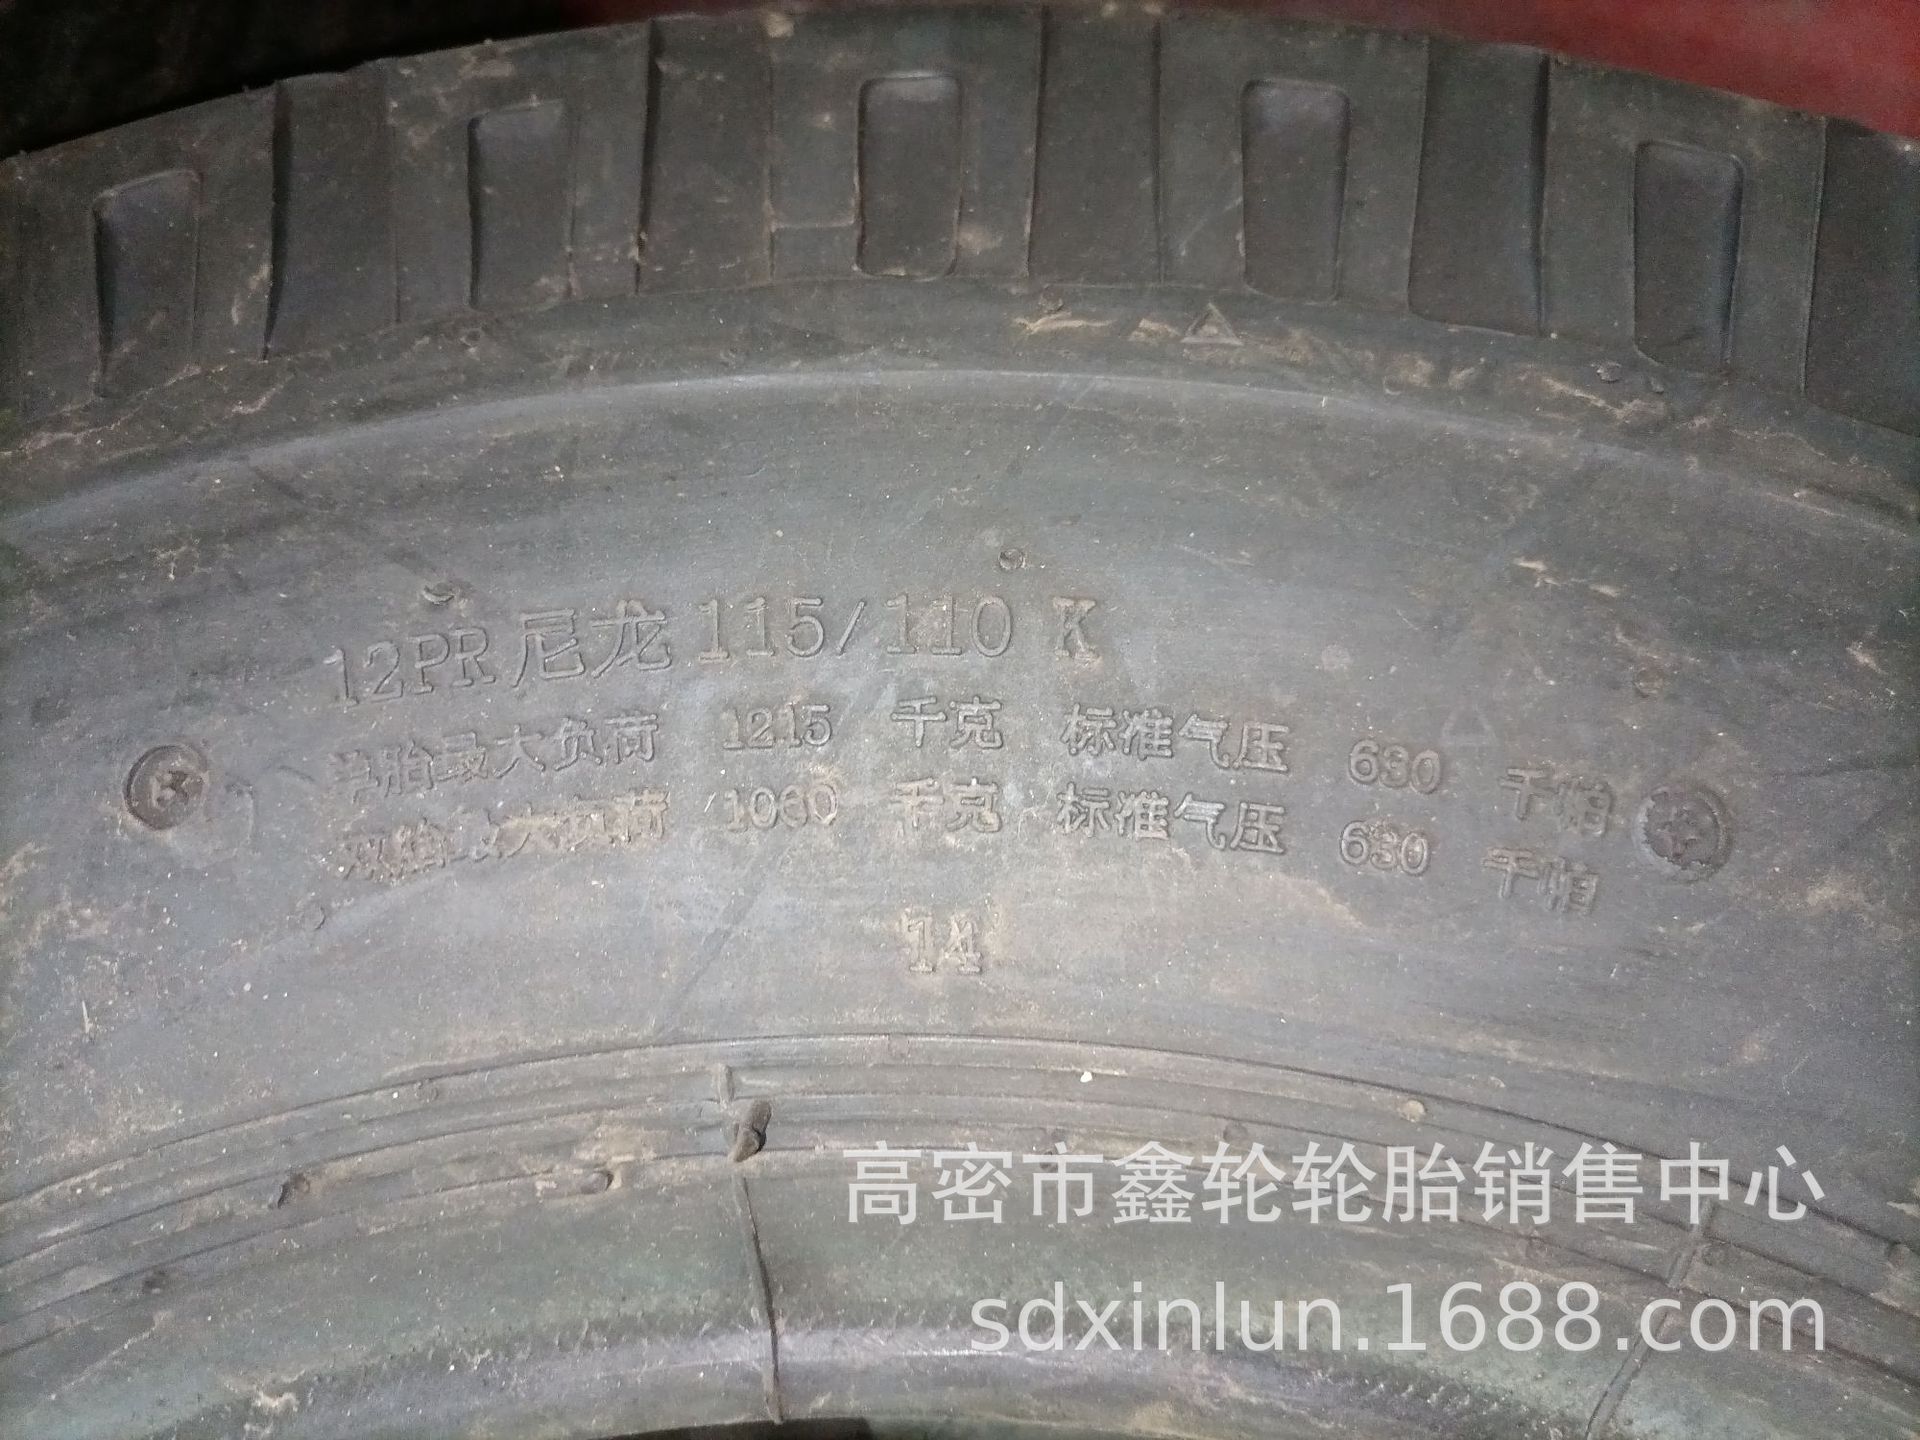 12PR 尼龙 115/110 K
单胎最大负荷 1215 千克 标准气压 630 千帕
双胎最大负荷 1060 千克 标准气压 630 千帕
14
高密市鑫轮轮胎销售中心
sdxinlun.1688.com